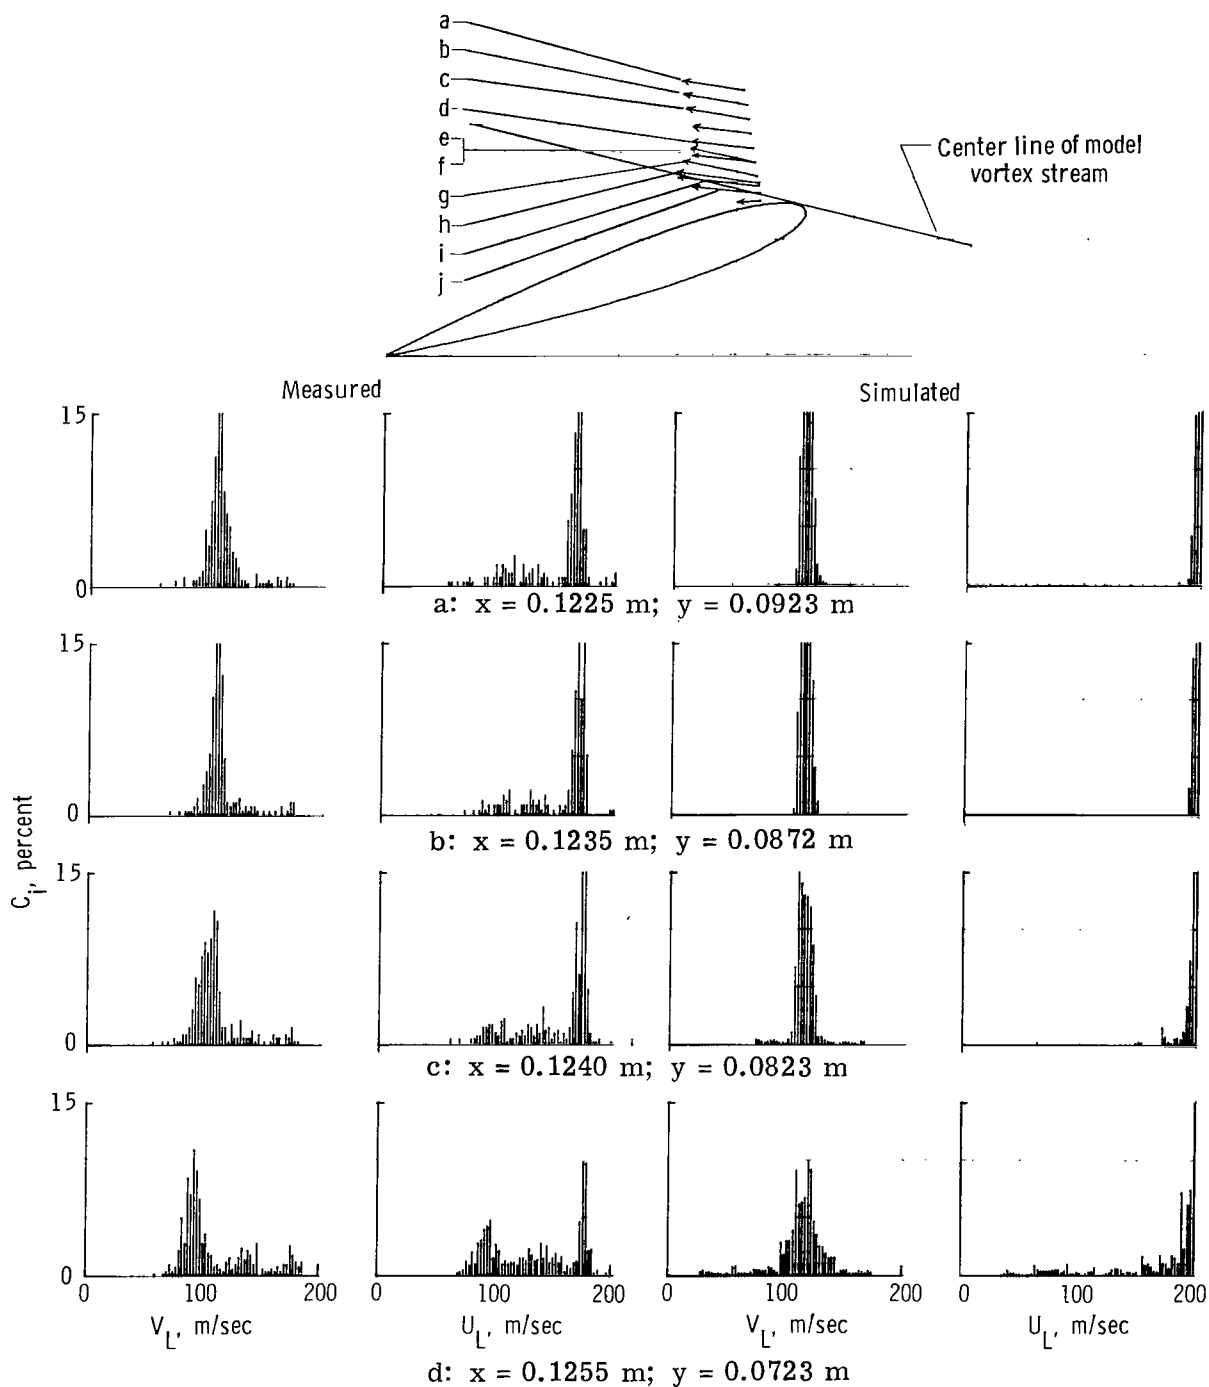 a
b
c
d
e
f
g
h
i
j
Center line of model
vortex stream
Measured
Simulated
15
0
a: x = 0.1225 m; y = 0.0923 m
15
0
b: x = 0.1235 m; y = 0.0872 m
C_i, percent
15
0
c: x = 0.1240 m; y = 0.0823 m
15
0
0 100 200 0 100 200 0 100 200 0 100 200
V_L, m/sec U_L, m/sec V_L, m/sec U_L, m/sec
d: x = 0.1255 m; y = 0.0723 m